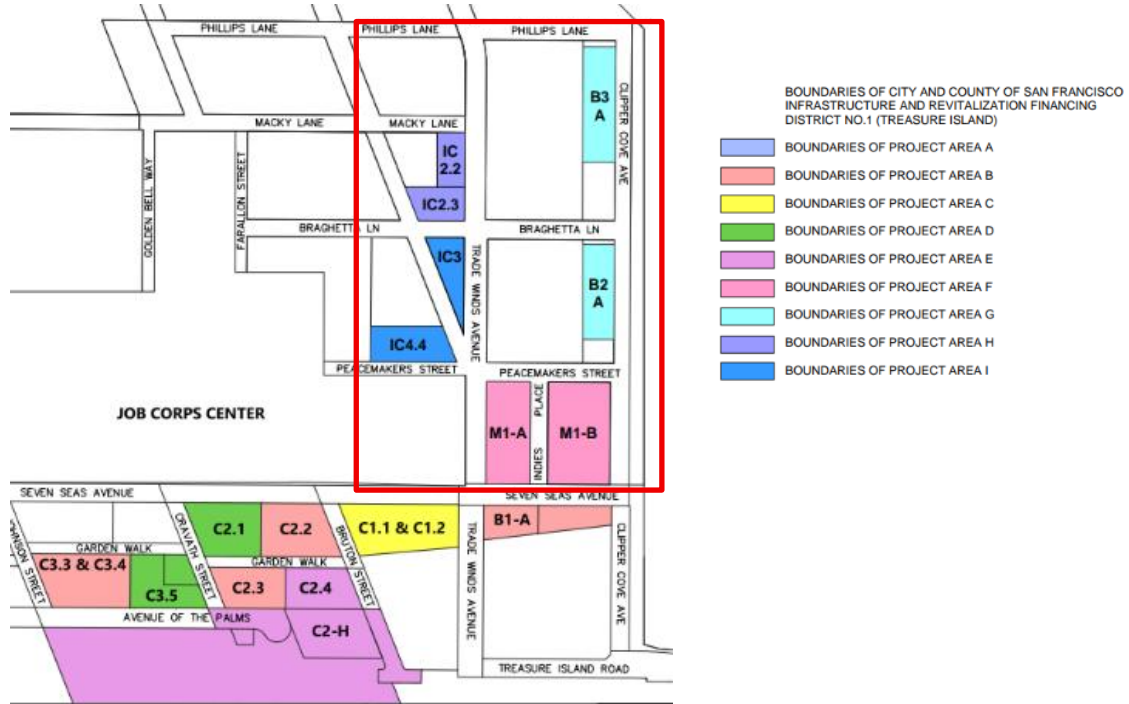 PHILLIPS LANE
PHILLIPS LANE
PHILLIPS LANE
B3
A
CLIPPER COVE AVE
MACKY LANE
MACKY LANE
GOLDEN BELL WAY
FARALLON STREET
IC
2.2
IC2.3
BRAGHETTA LN
BRAGHETTA LN
IC3
TRADE WINDS AVENUE
B2
A
IC4.4
PEACEMAKERS STREET
PEACEMAKERS STREET
JOB CORPS CENTER
M1-A
INDIES PLACE
M1-B
SEVEN SEAS AVENUE
SEVEN SEAS AVENUE
JOHNSON STREET
CRAVATH STREET
C2.1
C2.2
BRUTON STREET
C1.1 & C1.2
TRADE WINDS AVENUE
B1-A
CLIPPER COVE AVE
GARDEN WALK
GARDEN WALK
C3.3 & C3.4
C3.5
C2.3
C2.4
AVENUE OF THE PALMS
C2-H
TREASURE ISLAND ROAD
BOUNDARIES OF CITY AND COUNTY OF SAN FRANCISCO
INFRASTRUCTURE AND REVITALIZATION FINANCING
DISTRICT NO.1 (TREASURE ISLAND)
BOUNDARIES OF PROJECT AREA A
BOUNDARIES OF PROJECT AREA B
BOUNDARIES OF PROJECT AREA C
BOUNDARIES OF PROJECT AREA D
BOUNDARIES OF PROJECT AREA E
BOUNDARIES OF PROJECT AREA F
BOUNDARIES OF PROJECT AREA G
BOUNDARIES OF PROJECT AREA H
BOUNDARIES OF PROJECT AREA I